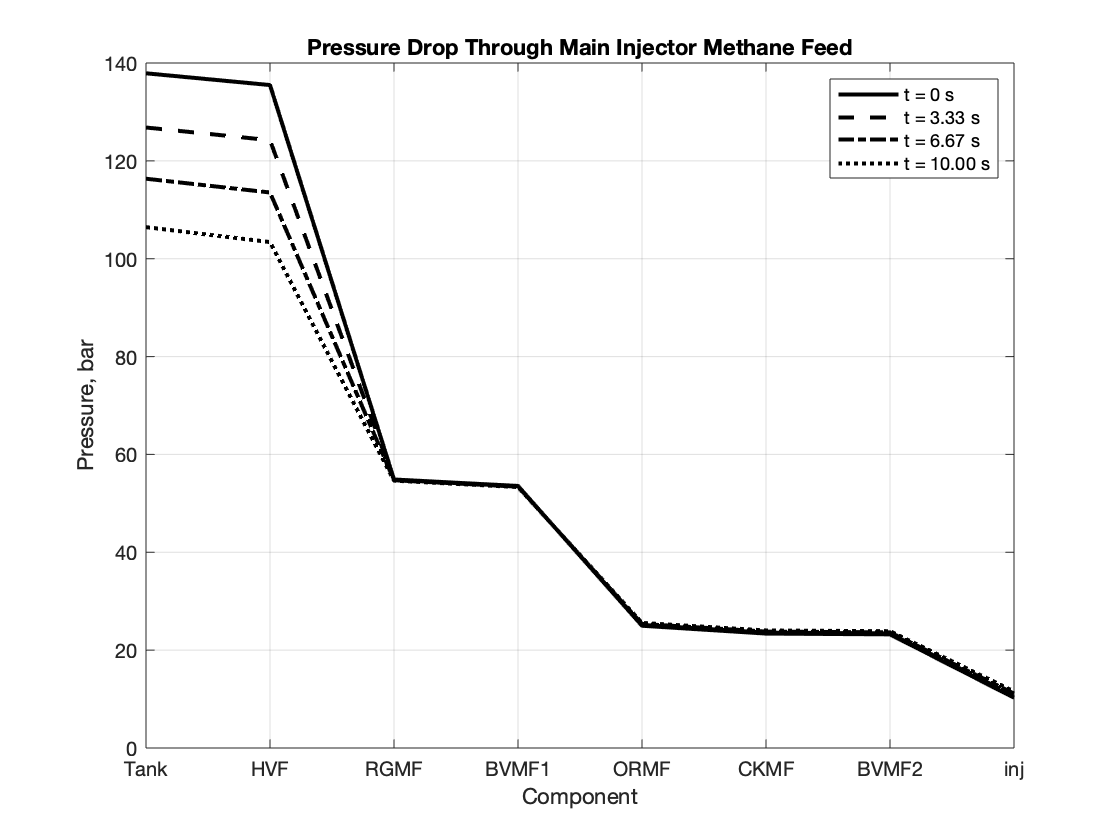 Pressure Drop Through Main Injector Methane Feed
140
120
100
80
60
40
20
0
Pressure, bar
t = 0 s
t = 3.33 s
t = 6.67 s
t = 10.00 s
Tank HVF RGMF BVMF1 ORMF CKMF BVMF2 inj
Component